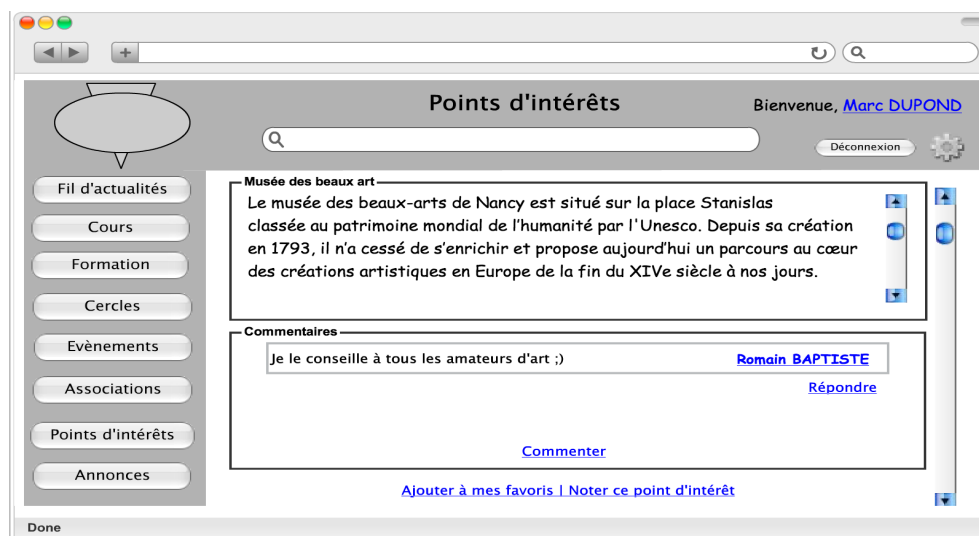 Points d'intérêts
Bienvenue, Marc DUPOND
Déconnexion
Fil d'actualités
Cours
Formation
Cercles
Evènements
Associations
Points d'intérêts
Annonces
Musée des beaux art
Le musée des beaux-arts de Nancy est situé sur la place Stanislas
classée au patrimoine mondial de l'humanité par l'Unesco. Depuis sa création
en 1793, il n'a cessé de s'enrichir et propose aujourd'hui un parcours au cœur
des créations artistiques en Europe de la fin du XIVe siècle à nos jours.
Commentaires
Je le conseille à tous les amateurs d'art ;) Romain BAPTISTE
Répondre
Commenter
Ajouter à mes favoris | Noter ce point d'intérêt
Done